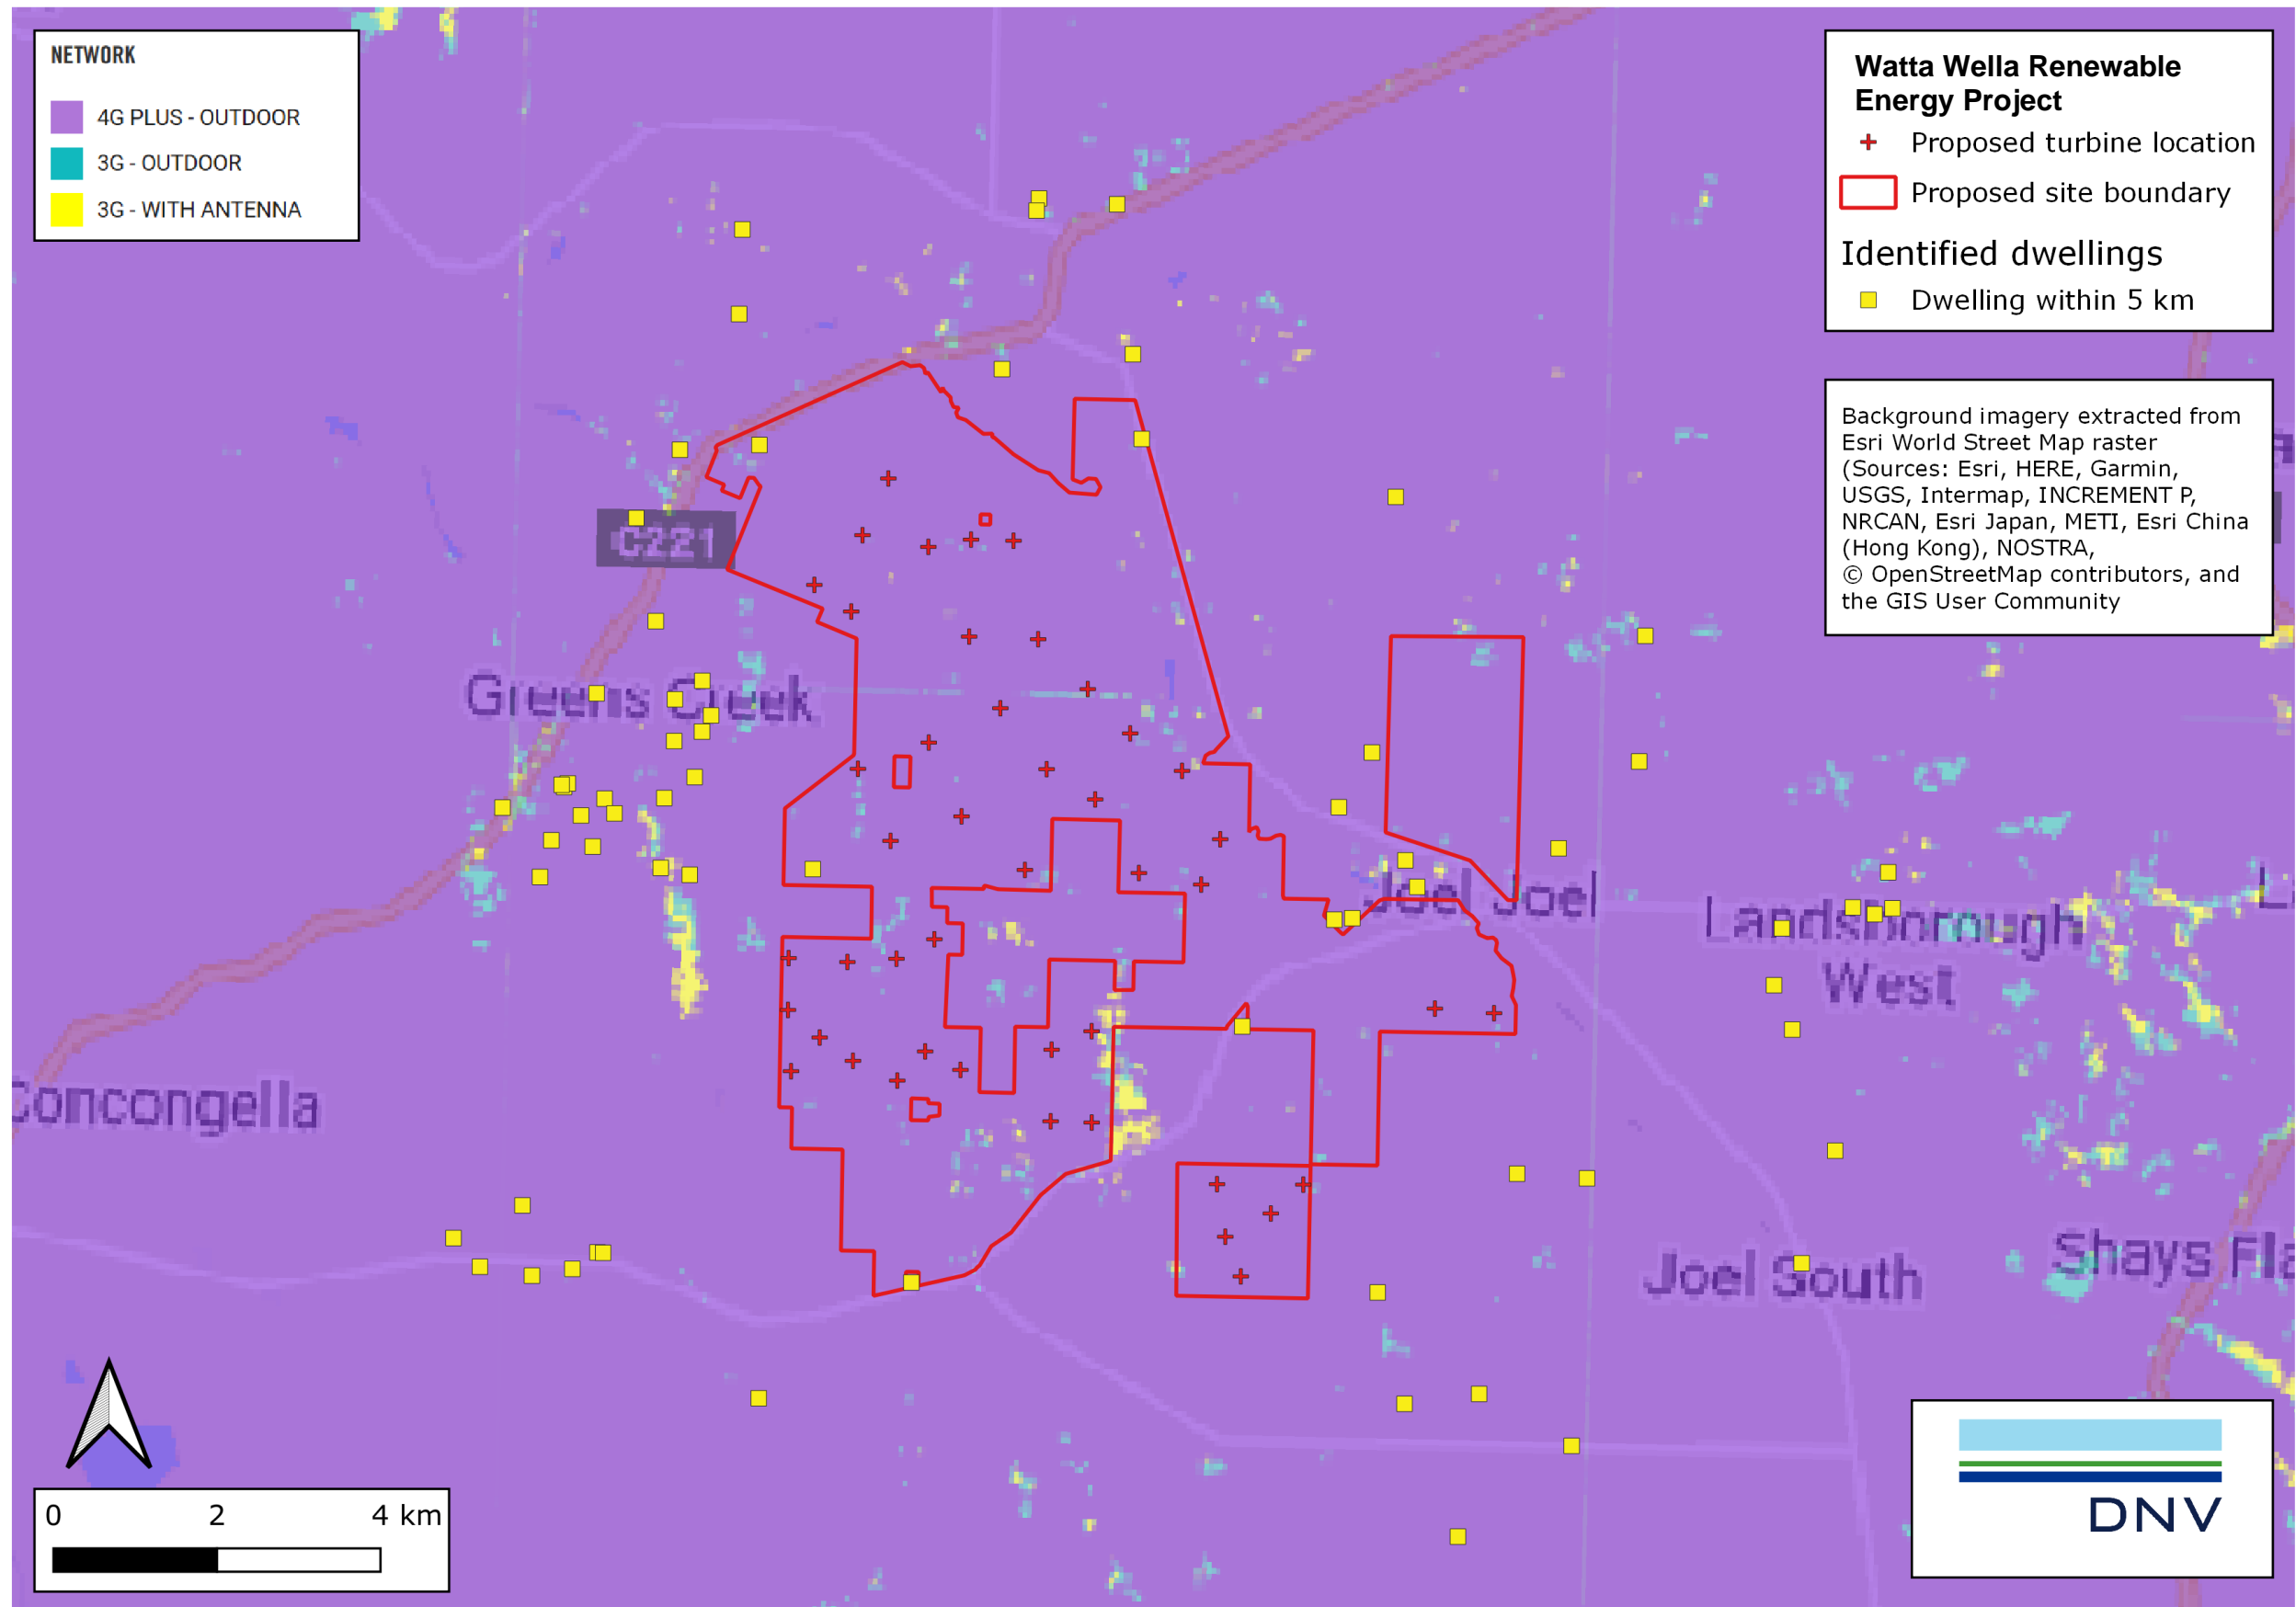 NETWORK
4G PLUS - OUTDOOR
3G - OUTDOOR
3G - WITH ANTENNA
Watta Wella Renewable
Energy Project
Proposed turbine location
Proposed site boundary
Identified dwellings
Dwelling within 5 km
Background imagery extracted from
Esri World Street Map raster
(Sources: Esri, HERE, Garmin,
USGS, Intermap, INCREMENT P,
NRCAN, Esri Japan, METI, Esri China
(Hong Kong), NOSTRA,
© OpenStreetMap contributors, and
the GIS User Community
C221
Greens Creek
Joel Joel
Landsborough
West
Concongella
Joel South
Shays Fla
0 2 4 km
DNV